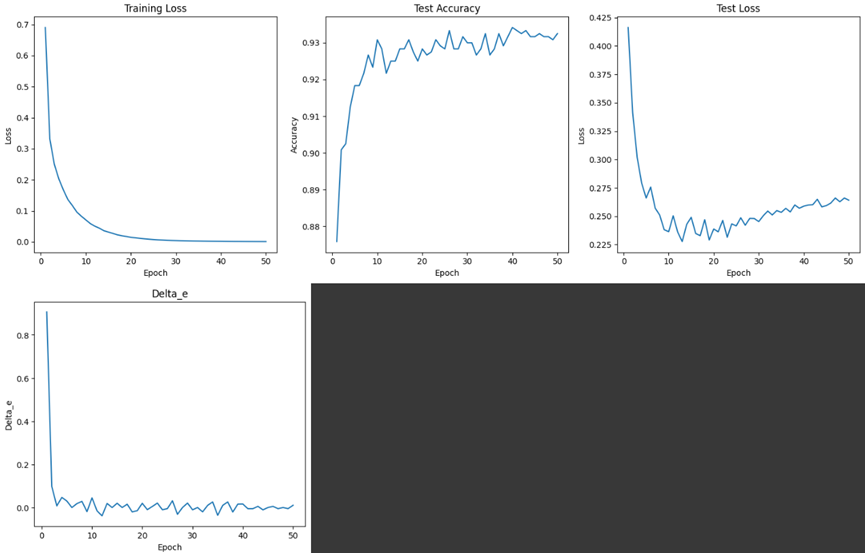 Training Loss
Loss
0.7
0.6
0.5
0.4
0.3
0.2
0.1
0.0
0 10 20 30 40 50
Epoch
Test Accuracy
Accuracy
0.93
0.92
0.91
0.90
0.89
0.88
0 10 20 30 40 50
Epoch
Test Loss
Loss
0.425
0.400
0.375
0.350
0.325
0.300
0.275
0.250
0.225
0 10 20 30 40 50
Epoch
Delta_e
Delta_e
0.8
0.6
0.4
0.2
0.0
0 10 20 30 40 50
Epoch